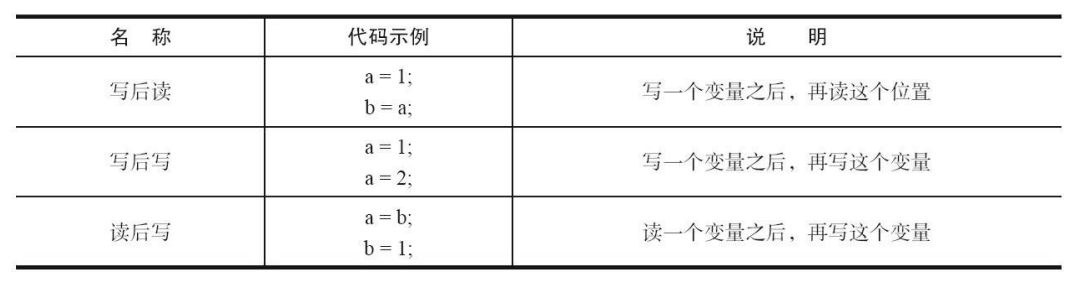 名 称 代码示例 说 明
写后读 a = 1; b = a; 写一个变量之后，再读这个位置
写后写 a = 1; a = 2; 写一个变量之后，再写这个变量
读后写 a = b; b = 1; 读一个变量之后，再写这个变量